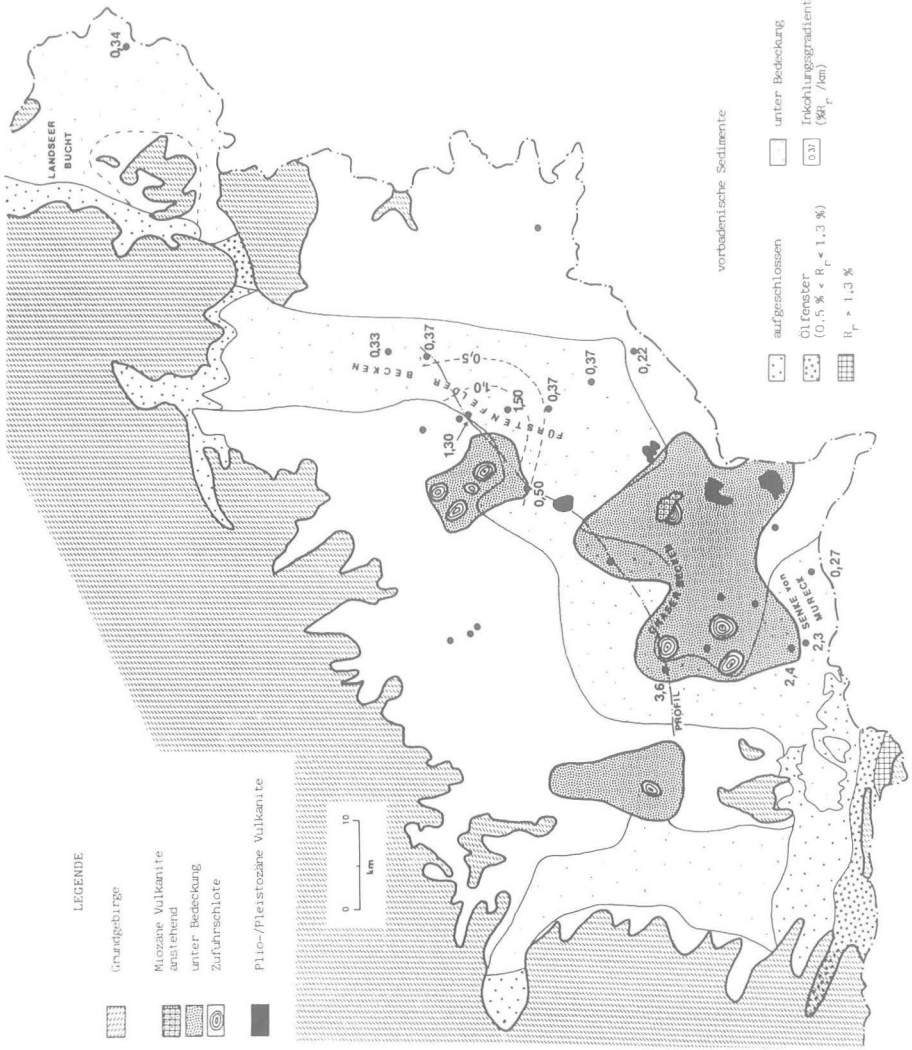 LEGENDE
Grundgebirge
Miozäne Vulkanite
anstehend
unter Bedeckung
Zufuhrschlote
Plio-/Pleistozäne Vulkanite
0 10
km
LANDSEER
BUCHT
0,34
0,33
0,37
FÜRSTENFELDER BECKEN
0,5
1,0
1,30
1,50
0,37
0,37
0,22
0,50
GNASER BECKEN
3,6
PROFIL
2,4
2,3
SENKE von
MURECK
0,27
vorbadenische Sedimente
aufgeschlossen
Ölfenster
(0,5 % < Rr < 1,3 %)
Rr > 1,3 %
unter Bedeckung
0.37 Inkohlungsgradient
(%Rr /km)